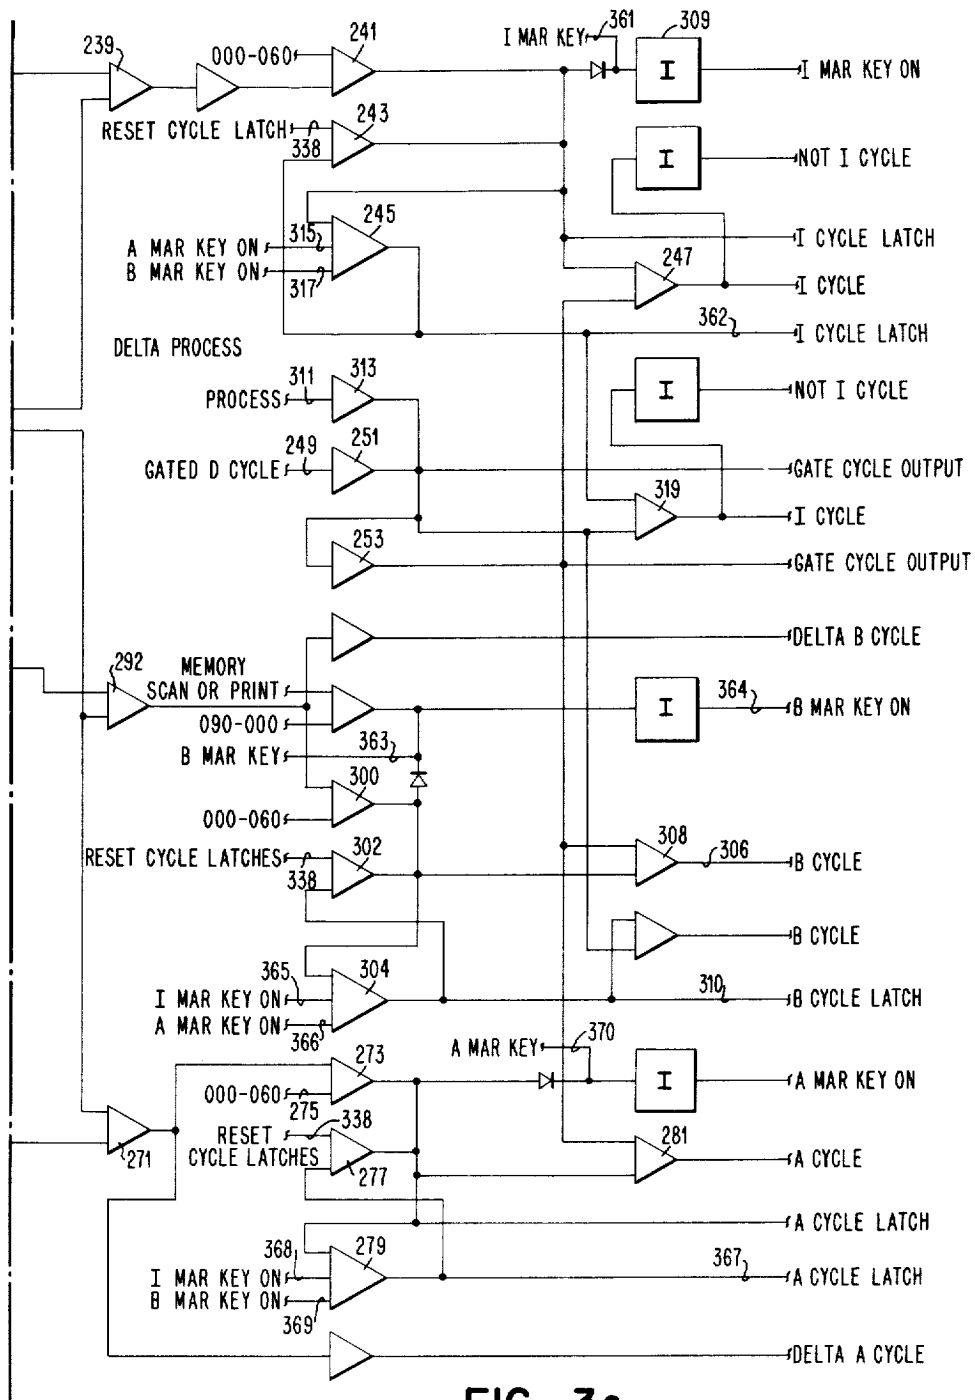 I MAR KEY 361
309
239
000-060 241
I
I MAR KEY ON
RESET CYCLE LATCH 243
338
I
NOT I CYCLE
245
A MAR KEY ON 315
B MAR KEY ON
317
I CYCLE LATCH
247
I CYCLE
362
I CYCLE LATCH
DELTA PROCESS
311 313
PROCESS
I
NOT I CYCLE
249 251
GATED D CYCLE
GATE CYCLE OUTPUT
319
I CYCLE
253
GATE CYCLE OUTPUT
DELTA B CYCLE
292
MEMORY
SCAN OR PRINT
090-000
I
364
B MAR KEY ON
B MAR KEY 363
300
000-060
RESET CYCLE LATCHES 302
338
308
306
B CYCLE
B CYCLE
304
365
I MAR KEY ON
A MAR KEY ON
366
310
B CYCLE LATCH
A MAR KEY 370
273
000-060
275
I
A MAR KEY ON
271
RESET 338
CYCLE LATCHES
277
281
A CYCLE
A CYCLE LATCH
279
368
I MAR KEY ON
B MAR KEY ON
369
367
A CYCLE LATCH
DELTA A CYCLE